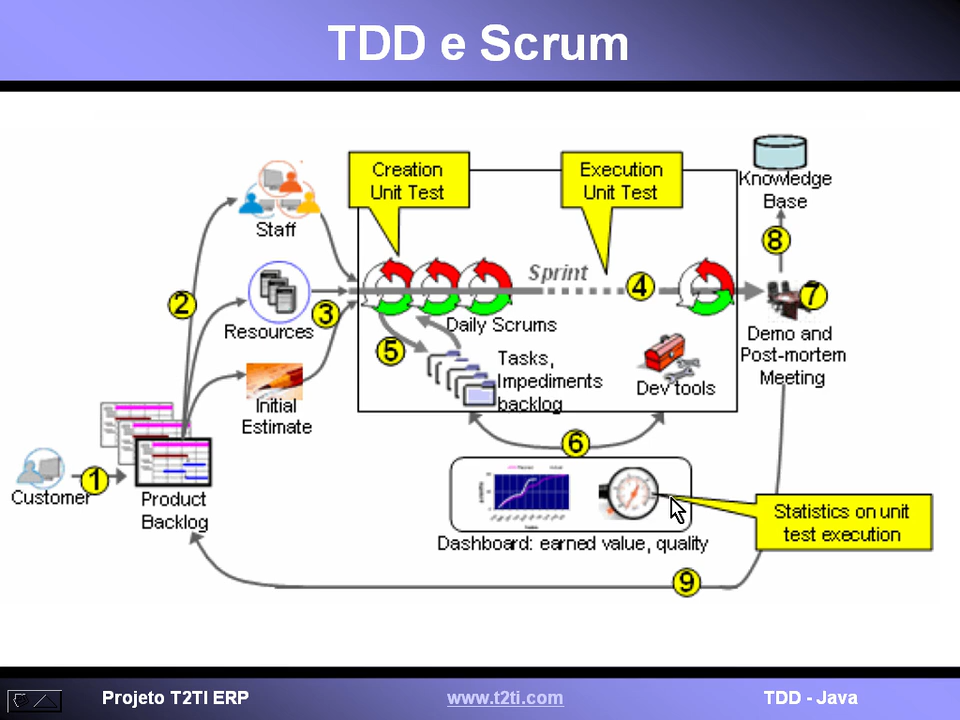 TDD e Scrum
Creation
Unit Test
Execution
Unit Test
Knowledge
Base
Staff
8
2
Sprint
4
7
Resources
3
Daily Scrums
5
Demo and
Post-mortem
Meeting
Tasks,
Impediments
backlog
Dev tools
Initial
Estimate
6
1
Customer
Product
Backlog
Statistics on unit
test execution
Dashboard: earned value, quality
9
Projeto T2TI ERP
www.t2ti.com
TDD - Java